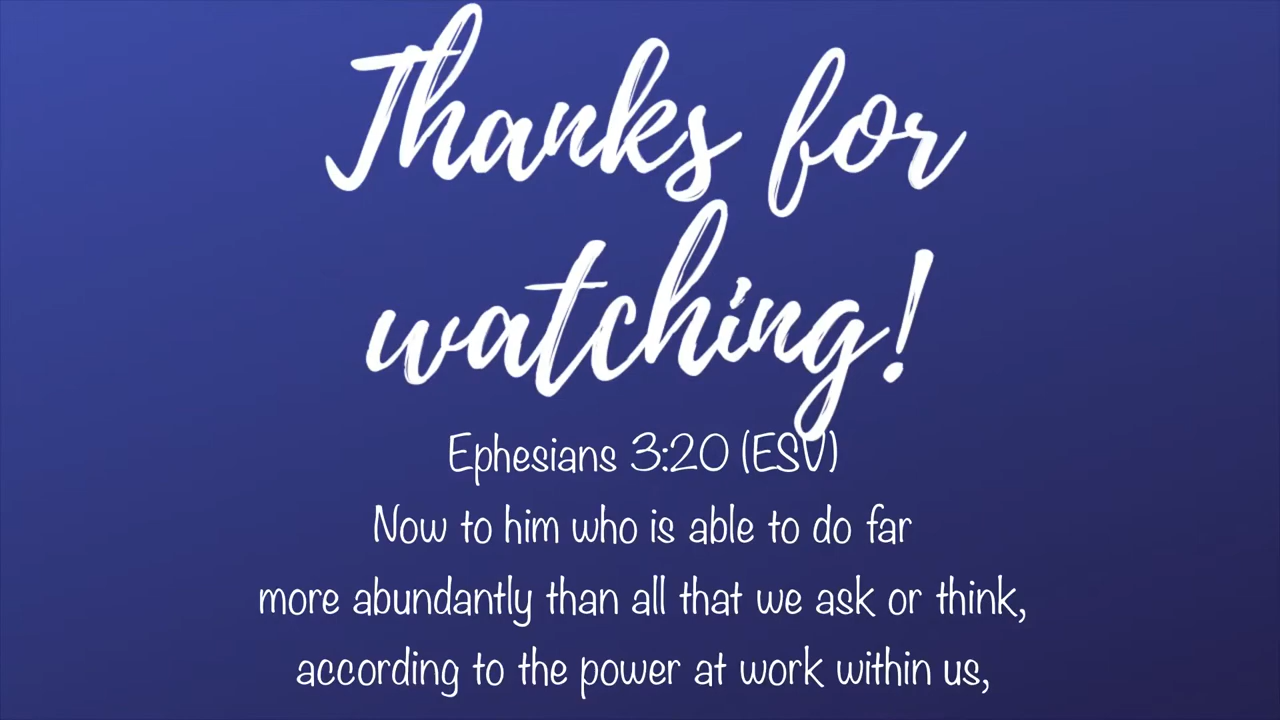 Thanks for
watching!
Ephesians 3:20 (ESV)
Now to him who is able to do far
more abundantly than all that we ask or think,
according to the power at work within us,